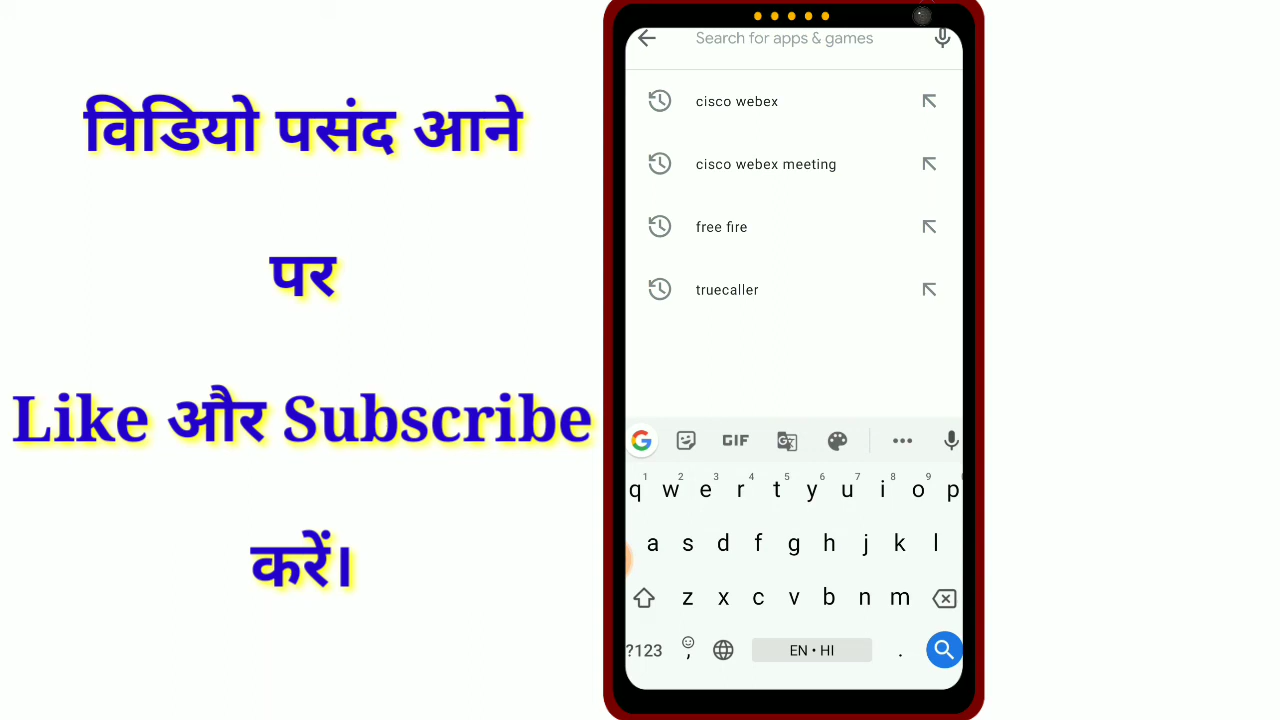 विडियो पसंद आने
पर
Like और Subscribe
करें।
Search for apps & games
cisco webex
cisco webex meeting
free fire
truecaller
G GIF
1 2 3 4 5 6 7 8 9
q w e r t y u i o p
a s d f g h j k l
z x c v b n m
?123 , EN • HI .